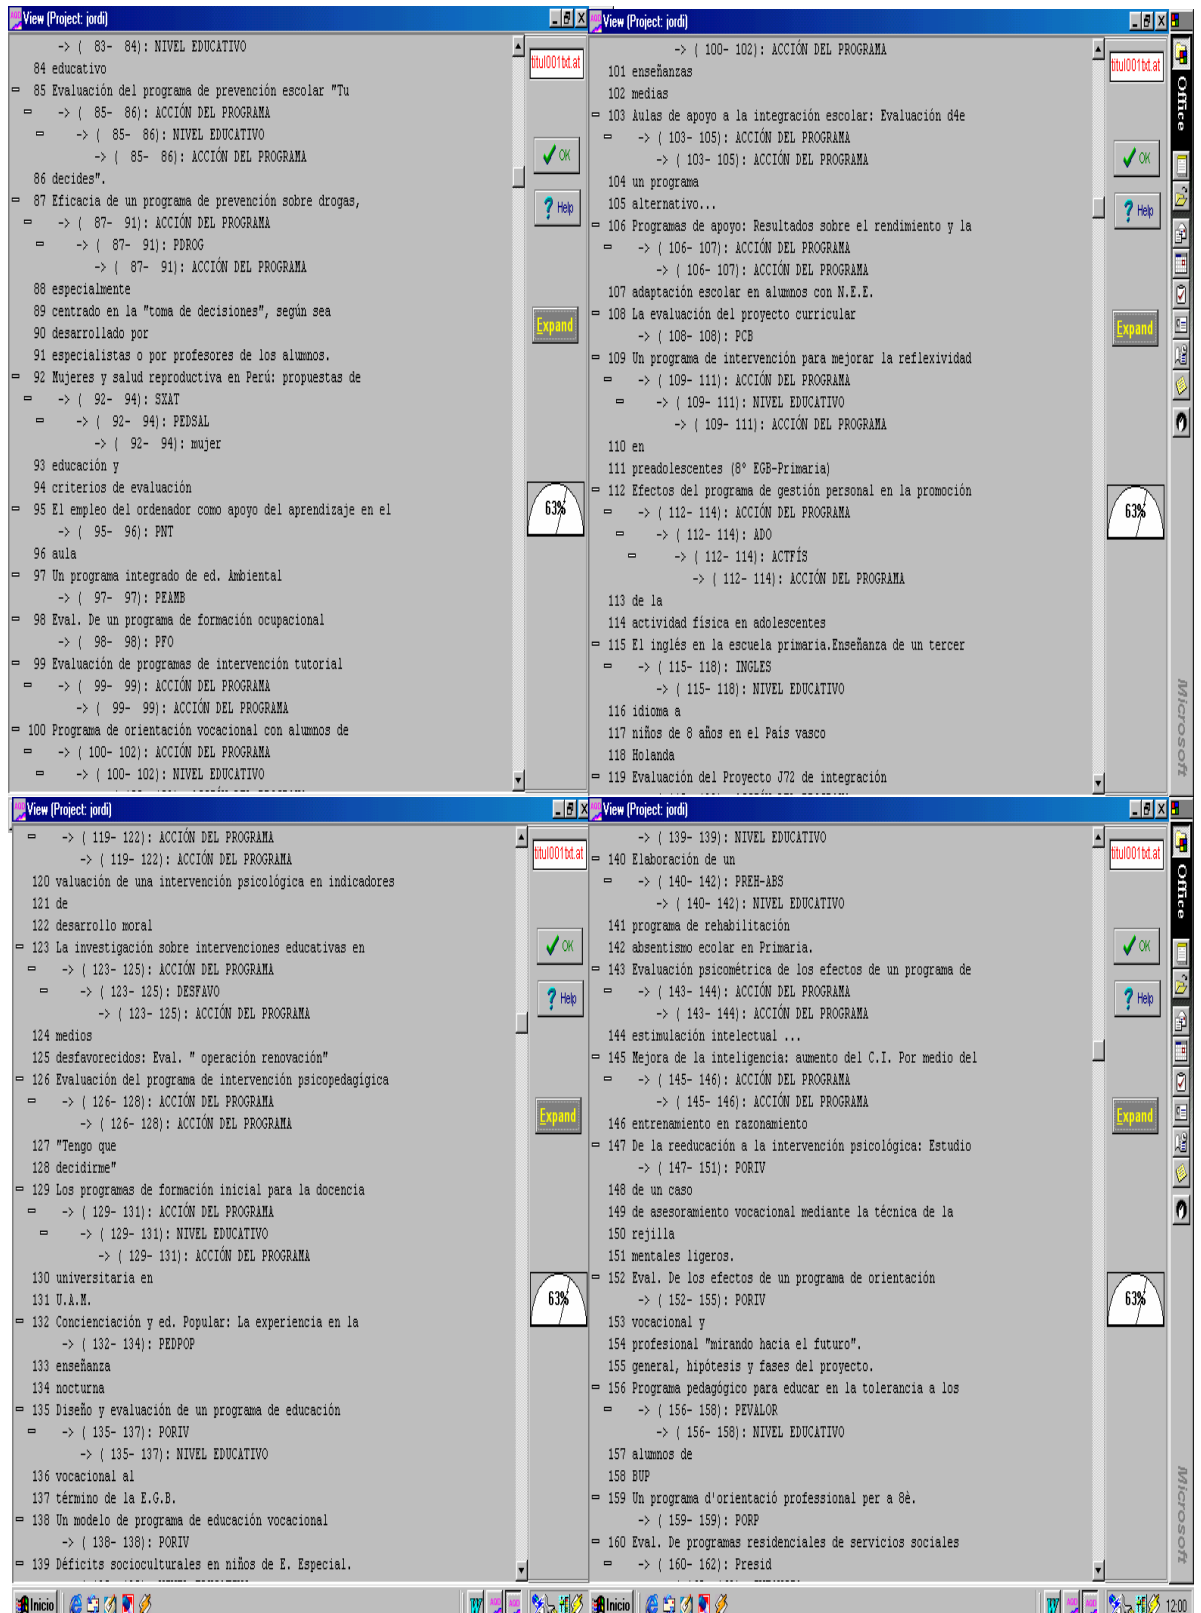 View (Project: jordi)
-> ( 83- 84): NIVEL EDUCATIVO
84 educativo
85 Evaluación del programa de prevención escolar "Tu
-> ( 85- 86): ACCIÓN DEL PROGRAMA
-> ( 85- 86): NIVEL EDUCATIVO
-> ( 85- 86): ACCIÓN DEL PROGRAMA
86 decides".
87 Eficacia de un programa de prevención sobre drogas,
-> ( 87- 91): ACCIÓN DEL PROGRAMA
-> ( 87- 91): PDROG
-> ( 87- 91): ACCIÓN DEL PROGRAMA
88 especialmente
89 centrado en la "toma de decisiones", según sea
90 desarrollado por
91 especialistas o por profesores de los alumnos.
92 Mujeres y salud reproductiva en Perú: propuestas de
-> ( 92- 94): SXAT
-> ( 92- 94): PEDSAL
-> ( 92- 94): mujer
93 educación y
94 criterios de evaluación
95 El empleo del ordenador como apoyo del aprendizaje en el
-> ( 95- 96): PNT
96 aula
97 Un programa integrado de ed. Ambiental
-> ( 97- 97): PEAMB
98 Eval. De un programa de formación ocupacional
-> ( 98- 98): PFO
99 Evaluación de programas de intervención tutorial
-> ( 99- 99): ACCIÓN DEL PROGRAMA
-> ( 99- 99): ACCIÓN DEL PROGRAMA
100 Programa de orientación vocacional con alumnos de
-> ( 100- 102): ACCIÓN DEL PROGRAMA
-> ( 100- 102): NIVEL EDUCATIVO
titul001txt.at
OK
? Help
Expand
63%
View (Project: jordi)
-> ( 100- 102): ACCIÓN DEL PROGRAMA
101 enseñanzas
102 medias
103 Aulas de apoyo a la integración escolar: Evaluación d4e
-> ( 103- 105): ACCIÓN DEL PROGRAMA
-> ( 103- 105): ACCIÓN DEL PROGRAMA
104 un programa
105 alternativo...
106 Programas de apoyo: Resultados sobre el rendimiento y la
-> ( 106- 107): ACCIÓN DEL PROGRAMA
-> ( 106- 107): ACCIÓN DEL PROGRAMA
107 adaptación escolar en alumnos con N.E.E.
108 La evaluación del proyecto curricular
-> ( 108- 108): PCB
109 Un programa de intervención para mejorar la reflexividad
-> ( 109- 111): ACCIÓN DEL PROGRAMA
-> ( 109- 111): NIVEL EDUCATIVO
-> ( 109- 111): ACCIÓN DEL PROGRAMA
110 en
111 preadolescentes (8º EGB-Primaria)
112 Efectos del programa de gestión personal en la promoción
-> ( 112- 114): ACCIÓN DEL PROGRAMA
-> ( 112- 114): ADO
-> ( 112- 114): ACTFÍS
-> ( 112- 114): ACCIÓN DEL PROGRAMA
113 de la
114 actividad física en adolescentes
115 El inglés en la escuela primaria.Enseñanza de un tercer
-> ( 115- 118): INGLES
-> ( 115- 118): NIVEL EDUCATIVO
116 idioma a
117 niños de 8 años en el País vasco
118 Holanda
119 Evaluación del Proyecto J72 de integración
titul001txt.at
OK
? Help
Expand
63%
Office
Microsoft
View (Project: jordi)
-> ( 119- 122): ACCIÓN DEL PROGRAMA
-> ( 119- 122): ACCIÓN DEL PROGRAMA
120 valuación de una intervención psicológica en indicadores
121 de
122 desarrollo moral
123 La investigación sobre intervenciones educativas en
-> ( 123- 125): ACCIÓN DEL PROGRAMA
-> ( 123- 125): DESFAVO
-> ( 123- 125): ACCIÓN DEL PROGRAMA
124 medios
125 desfavorecidos: Eval. " operación renovación"
126 Evaluación del programa de intervención psicopedagígica
-> ( 126- 128): ACCIÓN DEL PROGRAMA
-> ( 126- 128): ACCIÓN DEL PROGRAMA
127 "Tengo que
128 decidirme"
129 Los programas de formación inicial para la docencia
-> ( 129- 131): ACCIÓN DEL PROGRAMA
-> ( 129- 131): NIVEL EDUCATIVO
-> ( 129- 131): ACCIÓN DEL PROGRAMA
130 universitaria en
131 U.A.M.
132 Concienciación y ed. Popular: La experiencia en la
-> ( 132- 134): PEDPOP
133 enseñanza
134 nocturna
135 Diseño y evaluación de un programa de educación
-> ( 135- 137): PORIV
-> ( 135- 137): NIVEL EDUCATIVO
136 vocacional al
137 término de la E.G.B.
138 Un modelo de programa de educación vocacional
-> ( 138- 138): PORIV
139 Déficits socioculturales en niños de E. Especial.
titul001txt.at
OK
? Help
Expand
63%
Inicio
View (Project: jordi)
-> ( 139- 139): NIVEL EDUCATIVO
140 Elaboración de un
-> ( 140- 142): PREH-ABS
-> ( 140- 142): NIVEL EDUCATIVO
141 programa de rehabilitación
142 absentismo ecolar en Primaria.
143 Evaluación psicométrica de los efectos de un programa de
-> ( 143- 144): ACCIÓN DEL PROGRAMA
-> ( 143- 144): ACCIÓN DEL PROGRAMA
144 estimulación intelectual ...
145 Mejora de la inteligencia: aumento del C.I. Por medio del
-> ( 145- 146): ACCIÓN DEL PROGRAMA
-> ( 145- 146): ACCIÓN DEL PROGRAMA
146 entrenamiento en razonamiento
147 De la reeducación a la intervención psicológica: Estudio
-> ( 147- 151): PORIV
148 de un caso
149 de asesoramiento vocacional mediante la técnica de la
150 rejilla
151 mentales ligeros.
152 Eval. De los efectos de un programa de orientación
-> ( 152- 155): PORIV
153 vocacional y
154 profesional "mirando hacia el futuro".
155 general, hipótesis y fases del proyecto.
156 Programa pedagógico para educar en la tolerancia a los
-> ( 156- 158): PEVALOR
-> ( 156- 158): NIVEL EDUCATIVO
157 alumnos de
158 BUP
159 Un programa d'orientació professional per a 8è.
-> ( 159- 159): PORP
160 Eval. De programas residenciales de servicios sociales
-> ( 160- 162): Presid
titul001txt.at
OK
? Help
Expand
63%
Office
Microsoft
Inicio
12:00